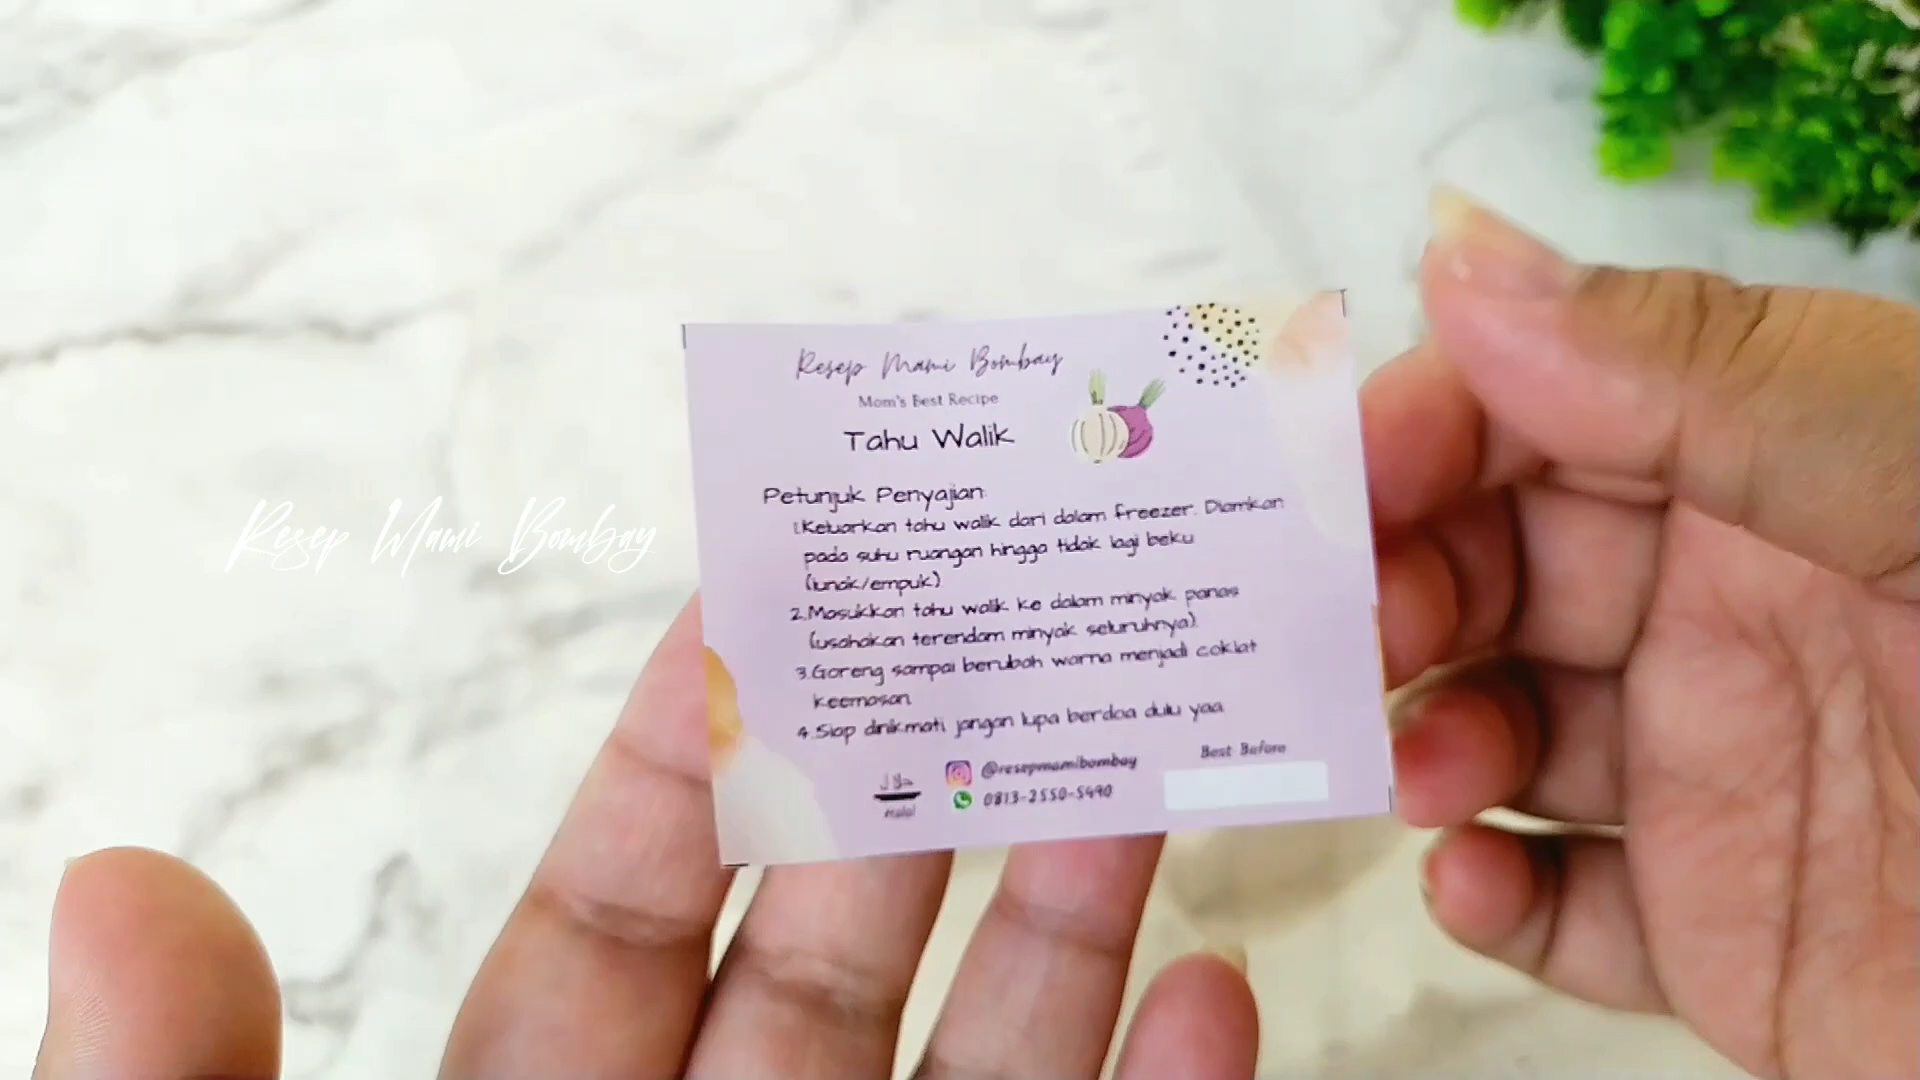 Resep Mami Bombay
Mom's Best Recipe
Tahu Walik
Petunjuk Penyajian:
1.Keluarkan tahu walik dari dalam freezer. Diamkan
pada suhu ruangan hingga tidak lagi beku
(lunak/empuk)
2.Masukkan tahu walik ke dalam minyak panas
(usahakan terendam minyak seluruhnya)
3.Goreng sampai berubah warna menjadi coklat
keemasan
4.Siap dinikmati jangan lupa berdoa dulu yaa
حلال
Halal
@resepmamibombay
0813-2550-5490
Best Before
Resep Mami Bombay